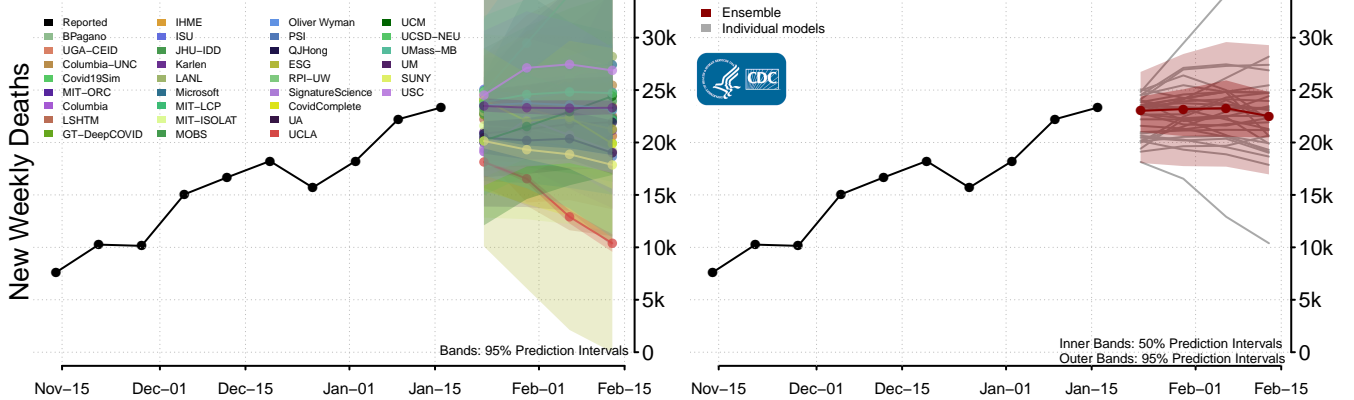 New Weekly Deaths
Reported
BPagano
UGA−CEID
Columbia−UNC
Covid19Sim
MIT−ORC
Columbia
LSHTM
GT−DeepCOVID
IHME
ISU
JHU−IDD
Karlen
LANL
Microsoft
MIT−LCP
MIT−ISOLAT
MOBS
Oliver Wyman
PSI
QJHong
ESG
RPI−UW
SignatureScience
CovidComplete
UA
UCLA
UCM
UCSD−NEU
UMass−MB
UM
SUNY
USC
30k
25k
20k
15k
10k
5k
0
Bands: 95% Prediction Intervals
Nov−15 Dec−01 Dec−15 Jan−01 Jan−15 Feb−01 Feb−15
Ensemble
Individual models
CDC
30k
25k
20k
15k
10k
5k
0
Inner Bands: 50% Prediction Intervals
Outer Bands: 95% Prediction Intervals
Nov−15 Dec−01 Dec−15 Jan−01 Jan−15 Feb−01 Feb−15